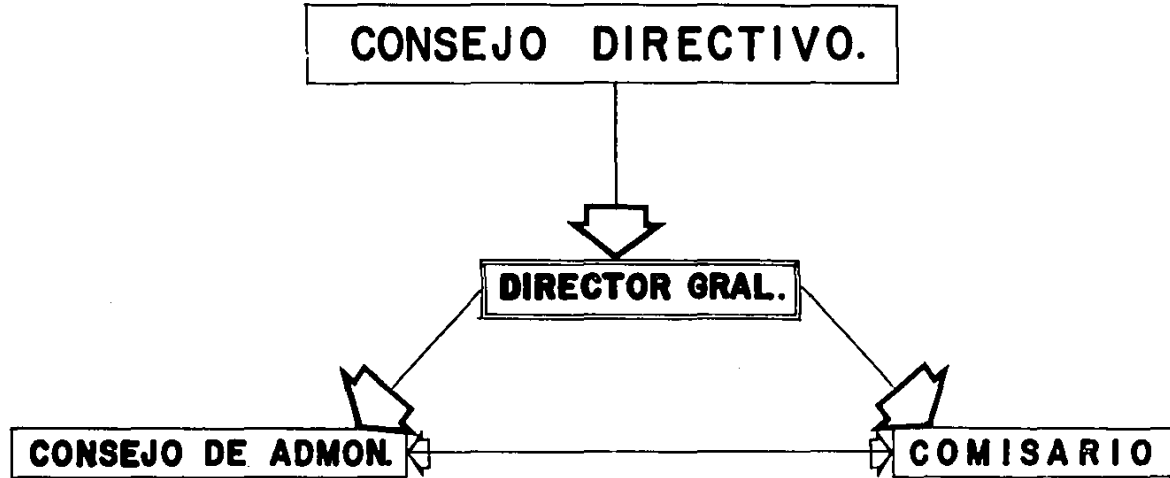 CONSEJO DIRECTIVO.
DIRECTOR GRAL.
CONSEJO DE ADMON.
COMISARIO